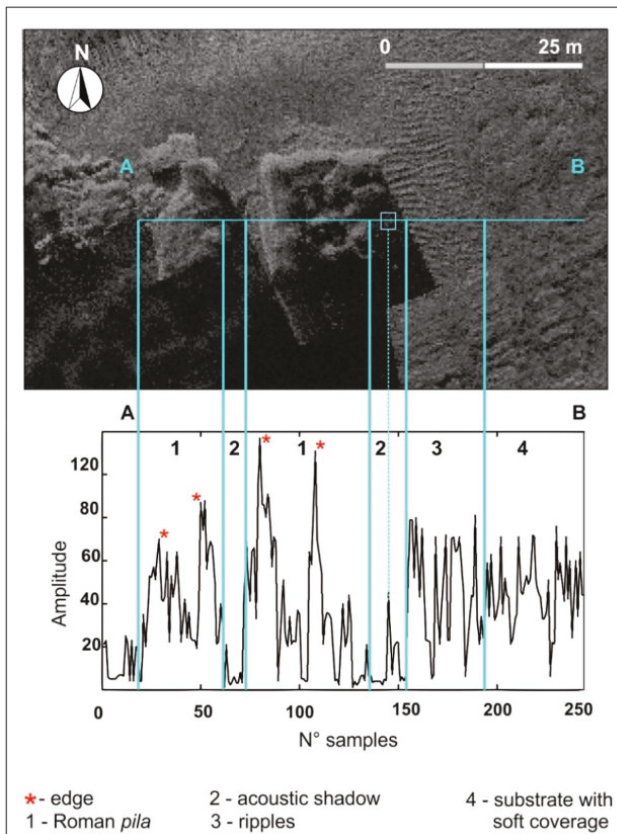 N
0 25 m
A B
A B
1 2 1 2 3 4
* * * *
120
80
60
40
20
Amplitude
0 50 100 150 200 250
N° samples
* - edge 2 - acoustic shadow 4 - substrate with
1 - Roman pila 3 - ripples soft coverage